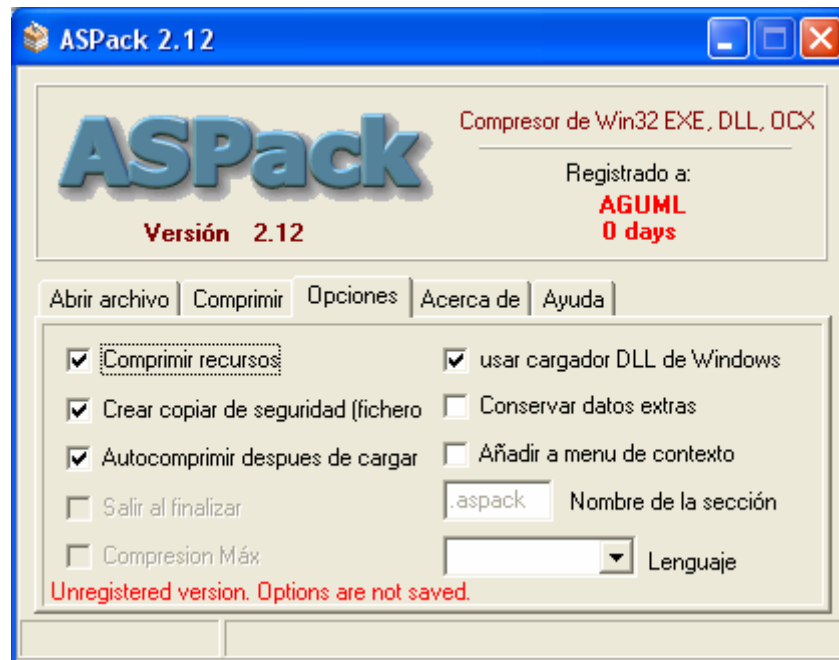 ASPack 2.12
ASPack
Versión 2.12
Compresor de Win32 EXE, DLL, OCX
Registrado a:
AGUML
0 days
Abrir archivo Comprimir Opciones Acerca de Ayuda
Comprimir recursos
Crear copiar de seguridad (fichero
Autocomprimir despues de cargar
Salir al finalizar
Compresion Máx
usar cargador DLL de Windows
Conservar datos extras
Añadir a menu de contexto
.aspack Nombre de la sección
Lenguaje
Unregistered version. Options are not saved.